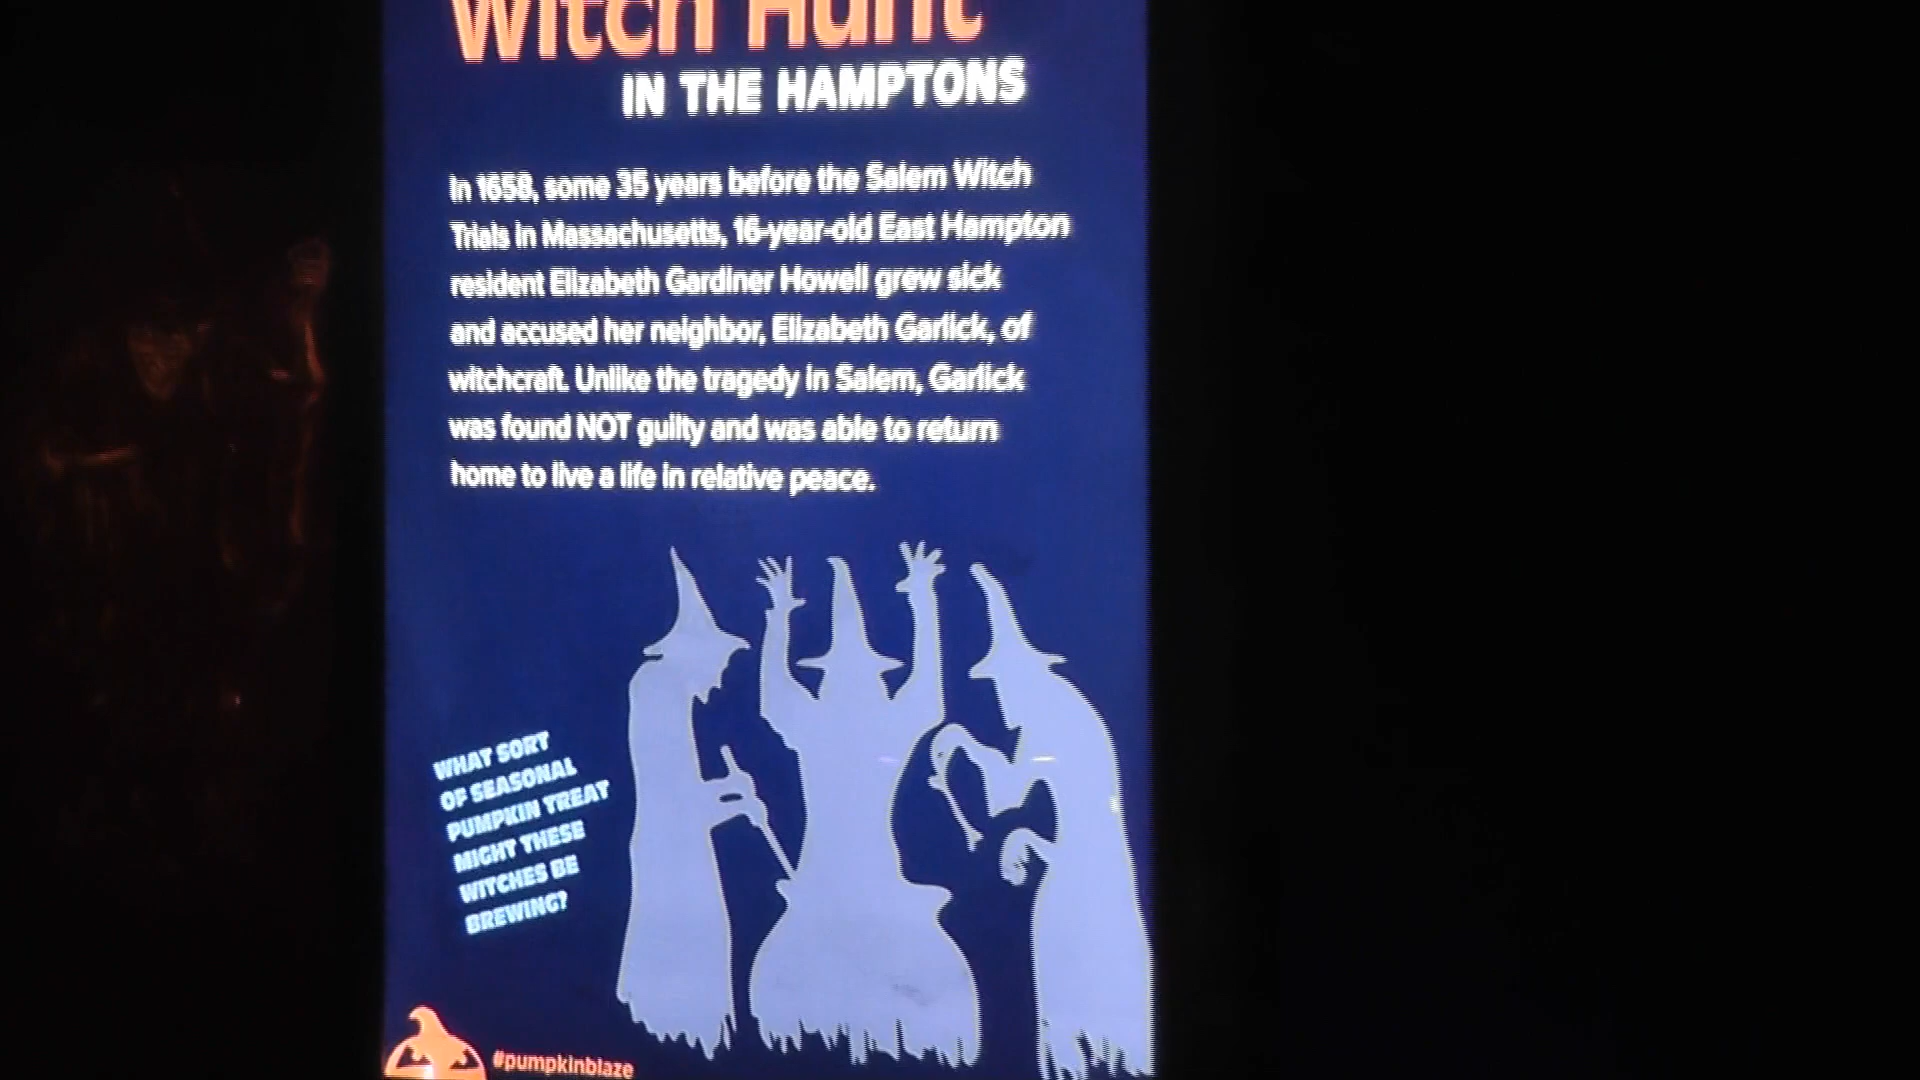 Witch Hunt
IN THE HAMPTONS
In 1658, some 35 years before the Salem Witch
Trials in Massachusetts, 16-year-old East Hampton
resident Elizabeth Gardiner Howell grew sick
and accused her neighbor, Elizabeth Garlick, of
witchcraft. Unlike the tragedy in Salem, Garlick
was found NOT guilty and was able to return
home to live a life in relative peace.
WHAT SORT
OF SEASONAL
PUMPKIN TREAT
MIGHT THESE
WITCHES BE
BREWING?
#pumpkinblaze